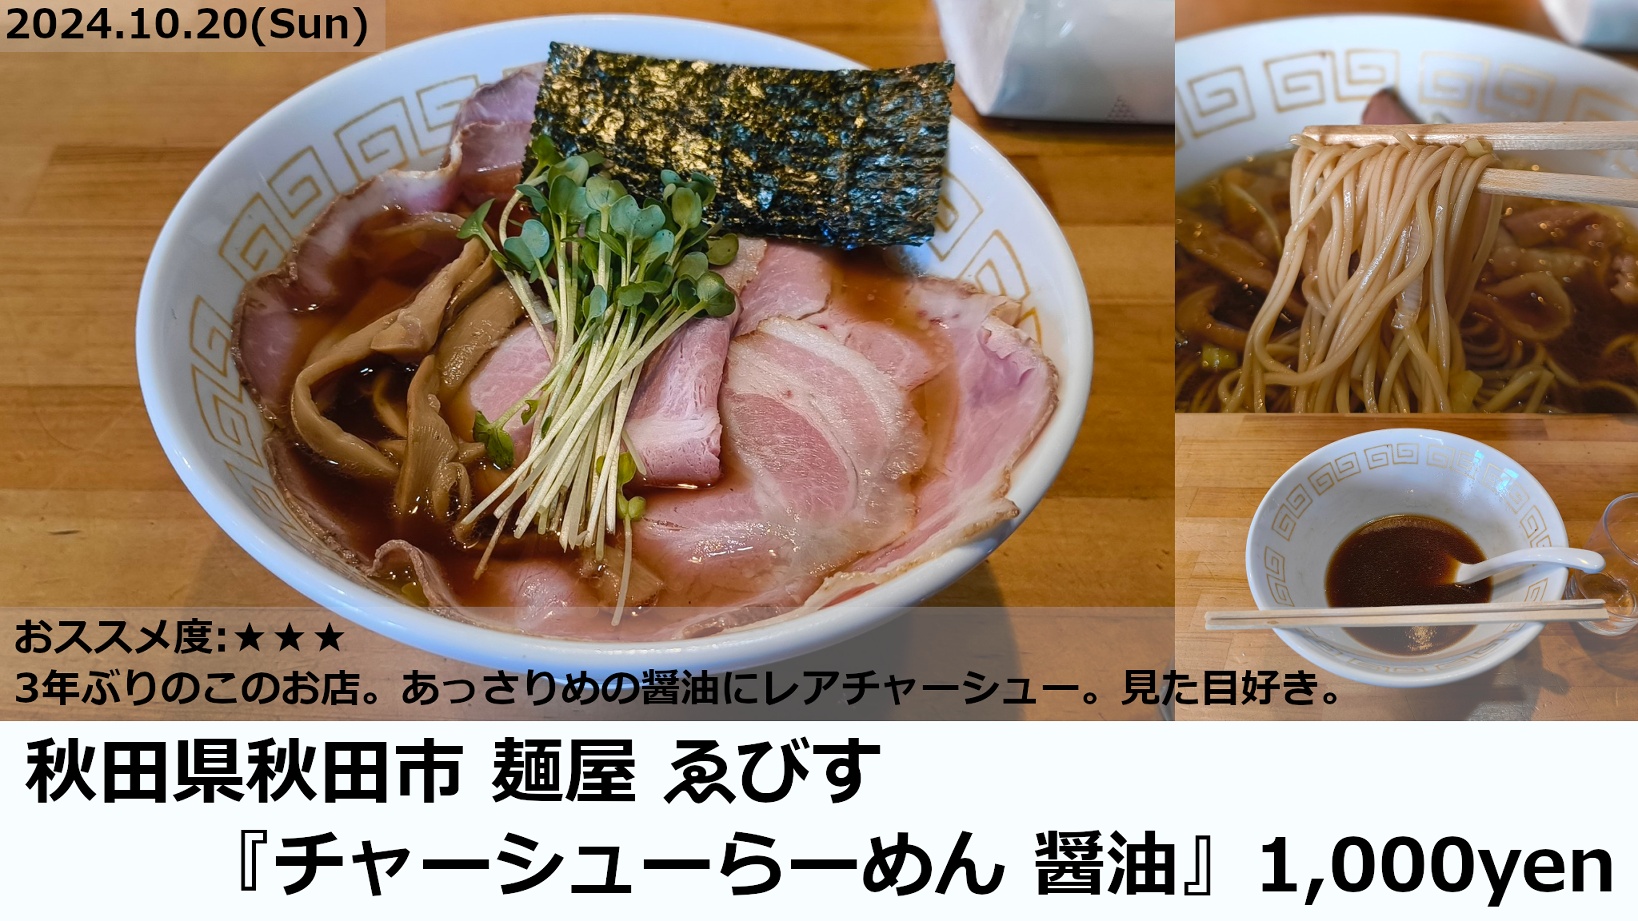 2024.10.20(Sun)
おススメ度:★★★
3年ぶりのこのお店。あっさりめの醤油にレアチャーシュー。見た目好き。
秋田県秋田市 麺屋 ゑびす
『チャーシューらーめん 醤油』1,000yen